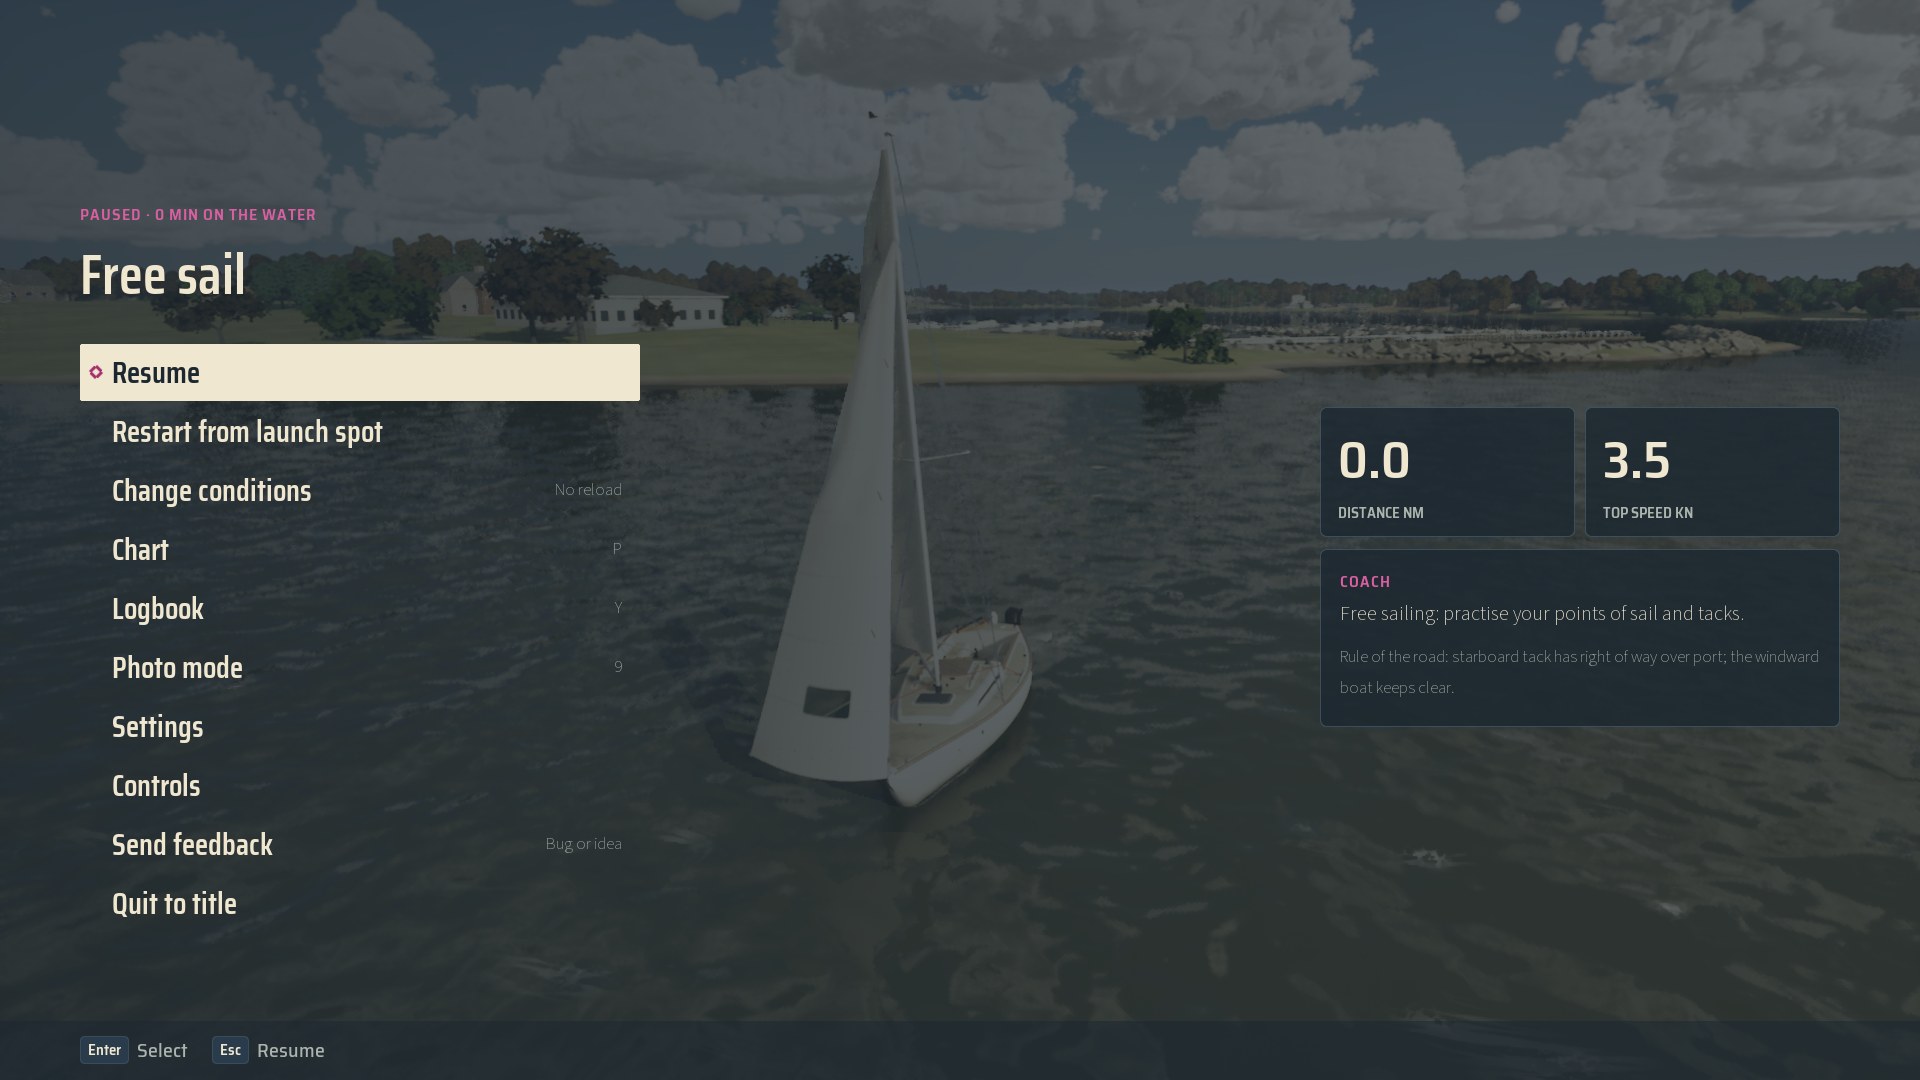 PAUSED · 0 MIN ON THE WATER
Free sail
Resume
Restart from launch spot
Change conditions No reload
Chart P
Logbook Y
Photo mode 9
Settings
Controls
Send feedback Bug or idea
Quit to title
0.0
DISTANCE NM
3.5
TOP SPEED KN
COACH
Free sailing: practise your points of sail and tacks.
Rule of the road: starboard tack has right of way over port; the windward
boat keeps clear.
Enter Select Esc Resume